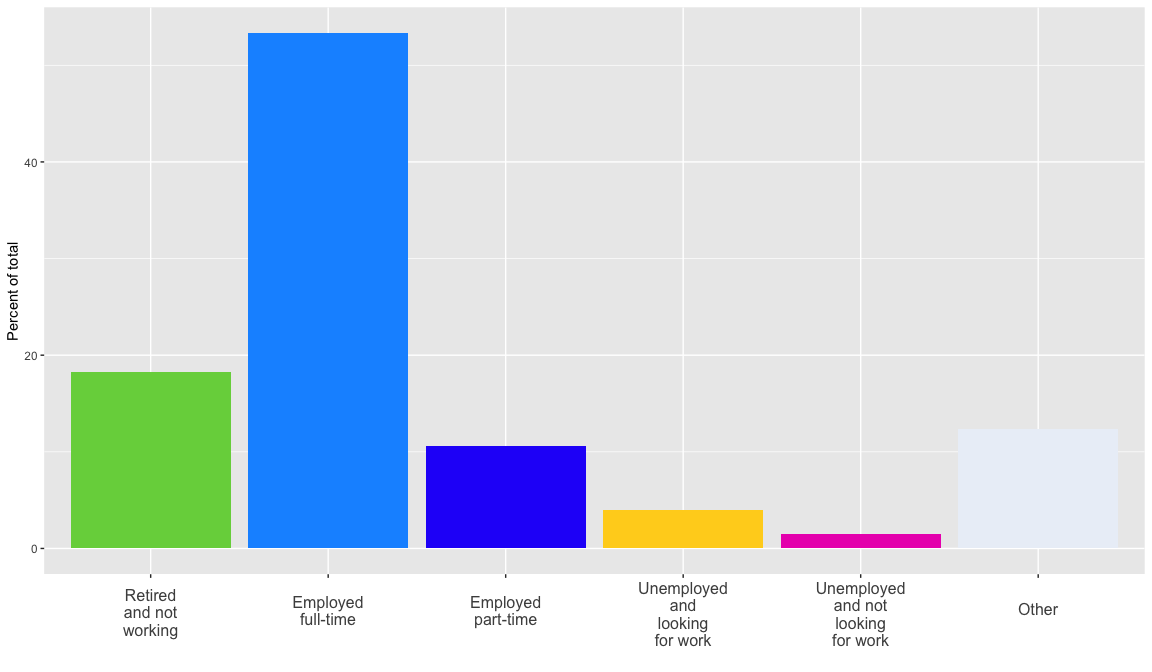 Percent of total
40
20
0
Retired
and not
working
Employed
full-time
Employed
part-time
Unemployed
and
looking
for work
Unemployed
and not
looking
for work
Other